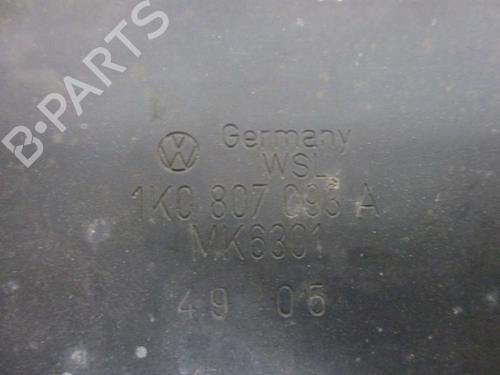 B-PARTS
Germany
WSL
1K0 807 093 A
MK6301
49 05